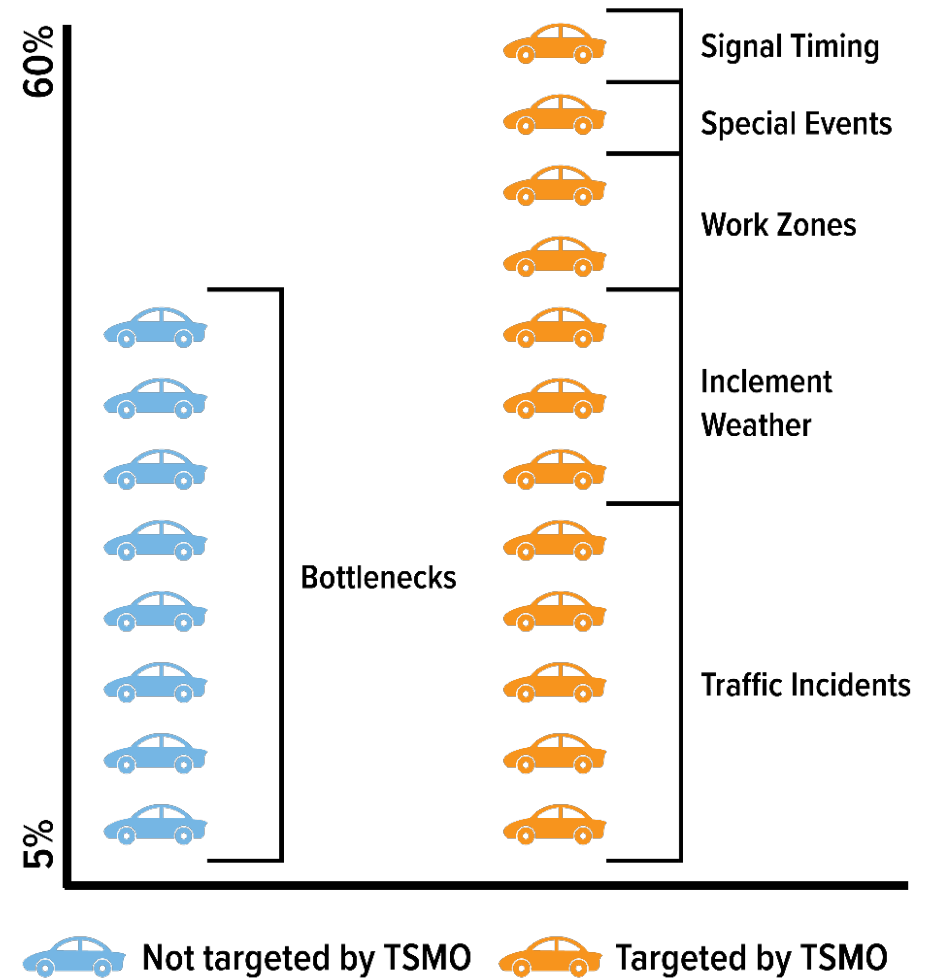 60%
5%
Signal Timing
Special Events
Work Zones
Inclement
Weather
Bottlenecks
Traffic Incidents
Not targeted by TSMO
Targeted by TSMO